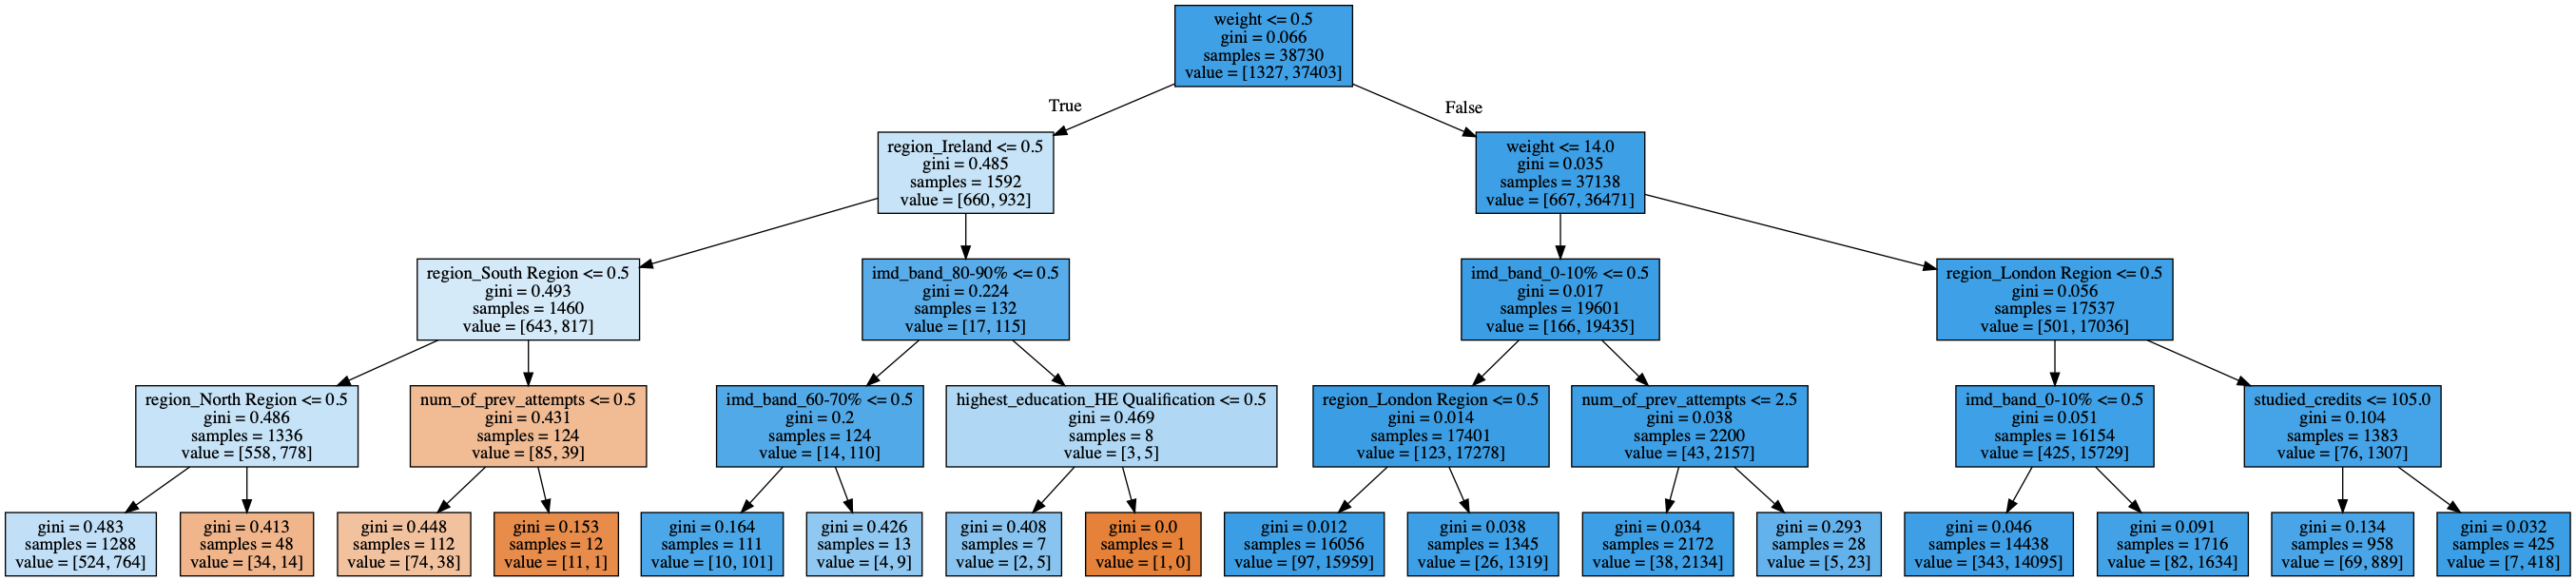 weight <= 0.5
gini = 0.066
samples = 38730
value = [1327, 37403]
True
False
region_Ireland <= 0.5
gini = 0.485
samples = 1592
value = [660, 932]
weight <= 14.0
gini = 0.035
samples = 37138
value = [667, 36471]
region_South Region <= 0.5
gini = 0.493
samples = 1460
value = [643, 817]
imd_band_80-90% <= 0.5
gini = 0.224
samples = 132
value = [17, 115]
imd_band_0-10% <= 0.5
gini = 0.017
samples = 19601
value = [166, 19435]
region_London Region <= 0.5
gini = 0.056
samples = 17537
value = [501, 17036]
region_North Region <= 0.5
gini = 0.486
samples = 1336
value = [558, 778]
num_of_prev_attempts <= 0.5
gini = 0.431
samples = 124
value = [85, 39]
imd_band_60-70% <= 0.5
gini = 0.2
samples = 124
value = [14, 110]
highest_education_HE Qualification <= 0.5
gini = 0.469
samples = 8
value = [3, 5]
region_London Region <= 0.5
gini = 0.014
samples = 17401
value = [123, 17278]
num_of_prev_attempts <= 2.5
gini = 0.038
samples = 2200
value = [43, 2157]
imd_band_0-10% <= 0.5
gini = 0.051
samples = 16154
value = [425, 15729]
studied_credits <= 105.0
gini = 0.104
samples = 1383
value = [76, 1307]
gini = 0.483
samples = 1288
value = [524, 764]
gini = 0.413
samples = 48
value = [34, 14]
gini = 0.448
samples = 112
value = [74, 38]
gini = 0.153
samples = 12
value = [11, 1]
gini = 0.164
samples = 111
value = [10, 101]
gini = 0.426
samples = 13
value = [4, 9]
gini = 0.408
samples = 7
value = [2, 5]
gini = 0.0
samples = 1
value = [1, 0]
gini = 0.012
samples = 16056
value = [97, 15959]
gini = 0.038
samples = 1345
value = [26, 1319]
gini = 0.034
samples = 2172
value = [38, 2134]
gini = 0.293
samples = 28
value = [5, 23]
gini = 0.046
samples = 14438
value = [343, 14095]
gini = 0.091
samples = 1716
value = [82, 1634]
gini = 0.134
samples = 958
value = [69, 889]
gini = 0.032
samples = 425
value = [7, 418]